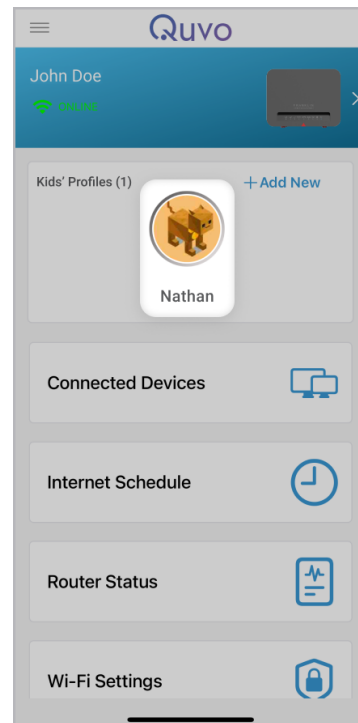 Quvo
John Doe
ONLINE
Kids' Profiles (1)
+ Add New
Nathan
Connected Devices
Internet Schedule
Router Status
Wi-Fi Settings